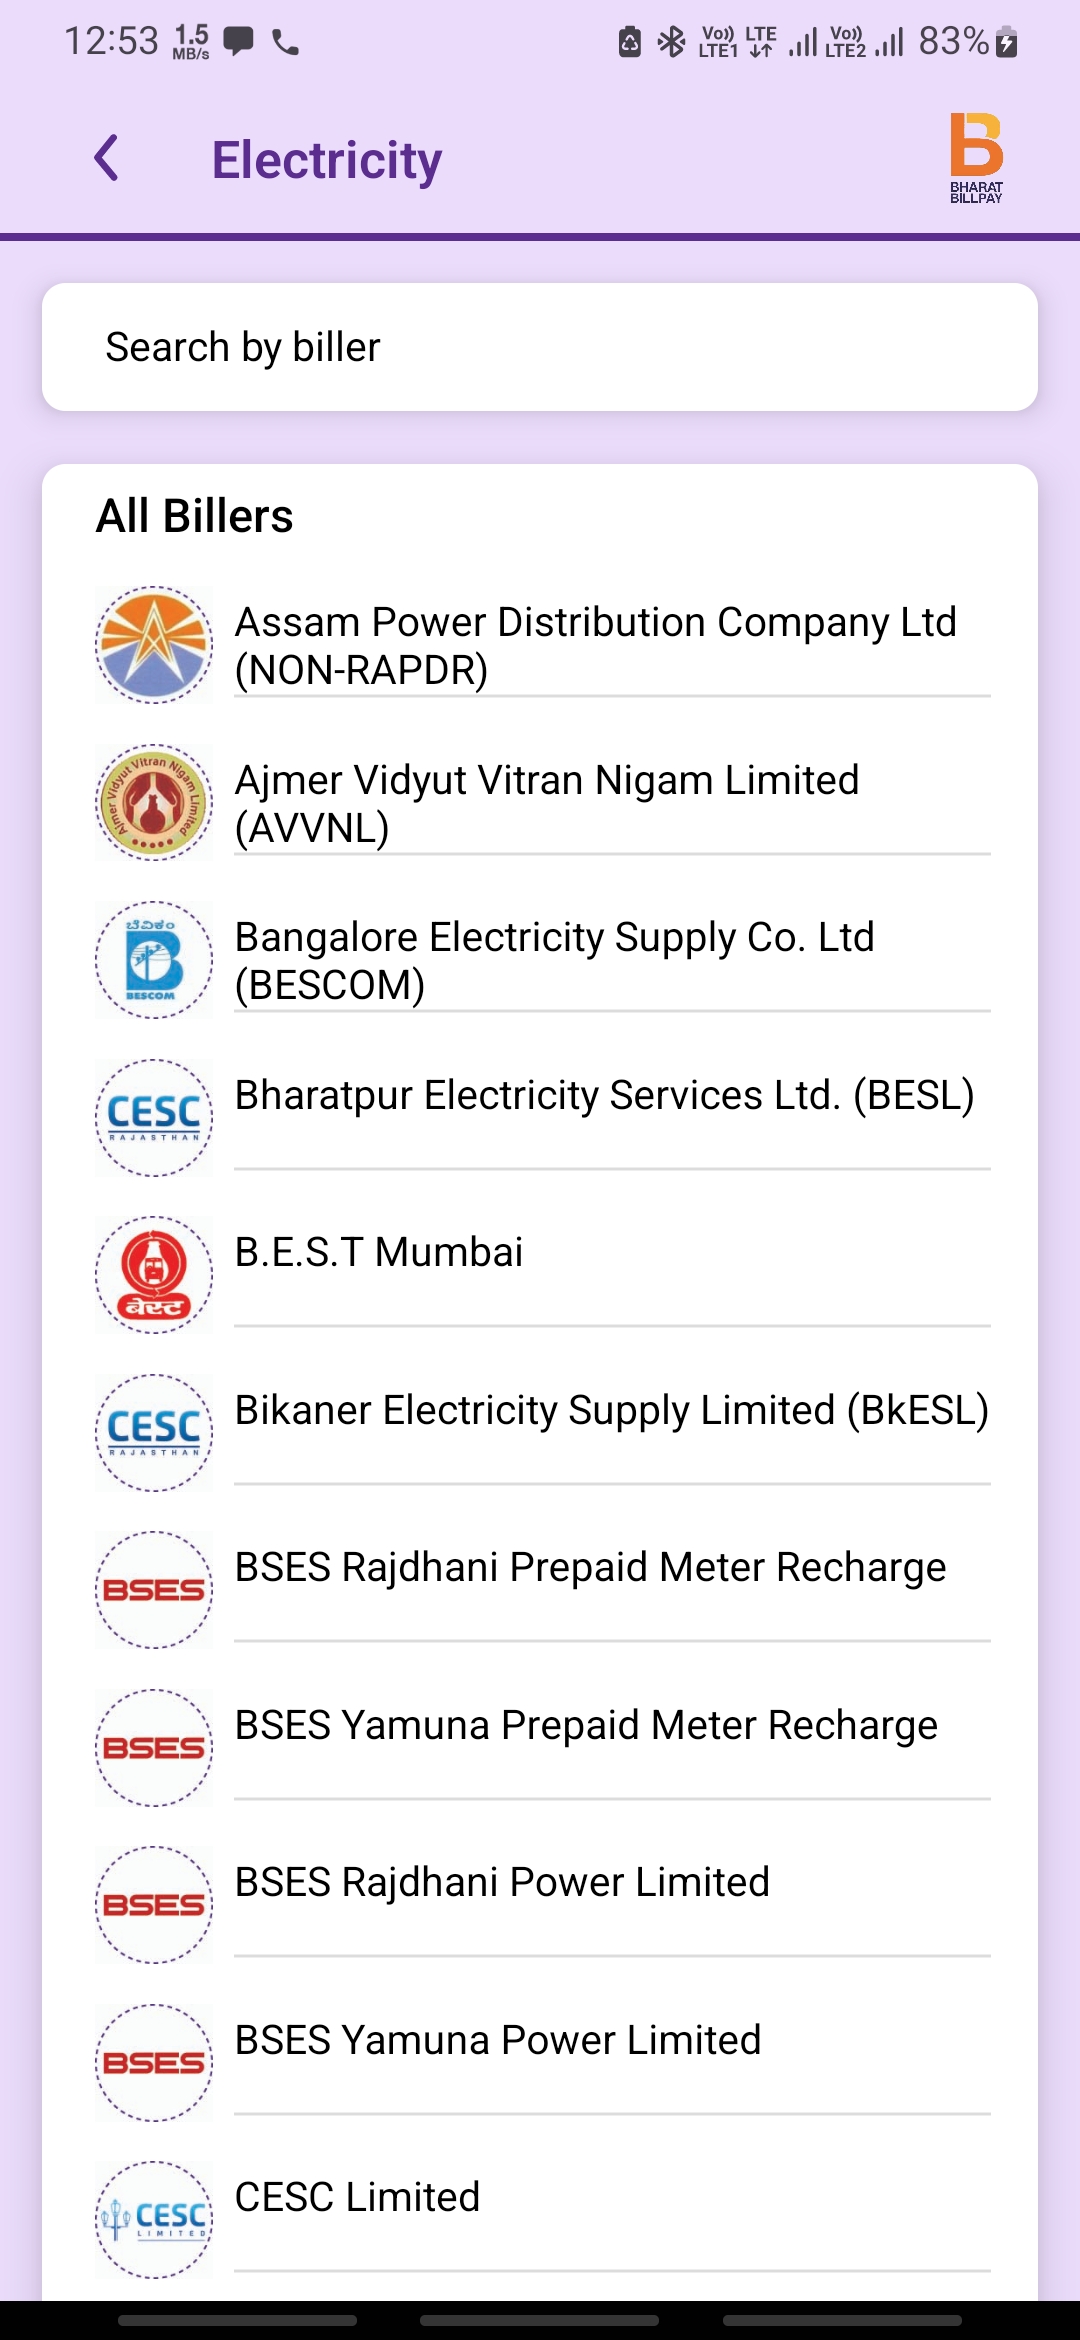 12:53 1.5 MB/s Vo)) LTE1 LTE Vo)) LTE2 83%
Electricity
BHARAT
BILLPAY
Search by biller
All Billers
Assam Power Distribution Company Ltd
(NON-RAPDR)
Ajmer Vidyut Vitran Nigam Limited
Ajmer Vidyut Vitran Nigam Limited
(AVVNL)
ಬೆವಿಕಂ
BESCOM
Bangalore Electricity Supply Co. Ltd
(BESCOM)
CESC
RAJASTHAN
Bharatpur Electricity Services Ltd. (BESL)
बेस्ट
B.E.S.T Mumbai
CESC
RAJASTHAN
Bikaner Electricity Supply Limited (BkESL)
BSES
BSES Rajdhani Prepaid Meter Recharge
BSES
BSES Yamuna Prepaid Meter Recharge
BSES
BSES Rajdhani Power Limited
BSES
BSES Yamuna Power Limited
CESC
LIMITED
CESC Limited